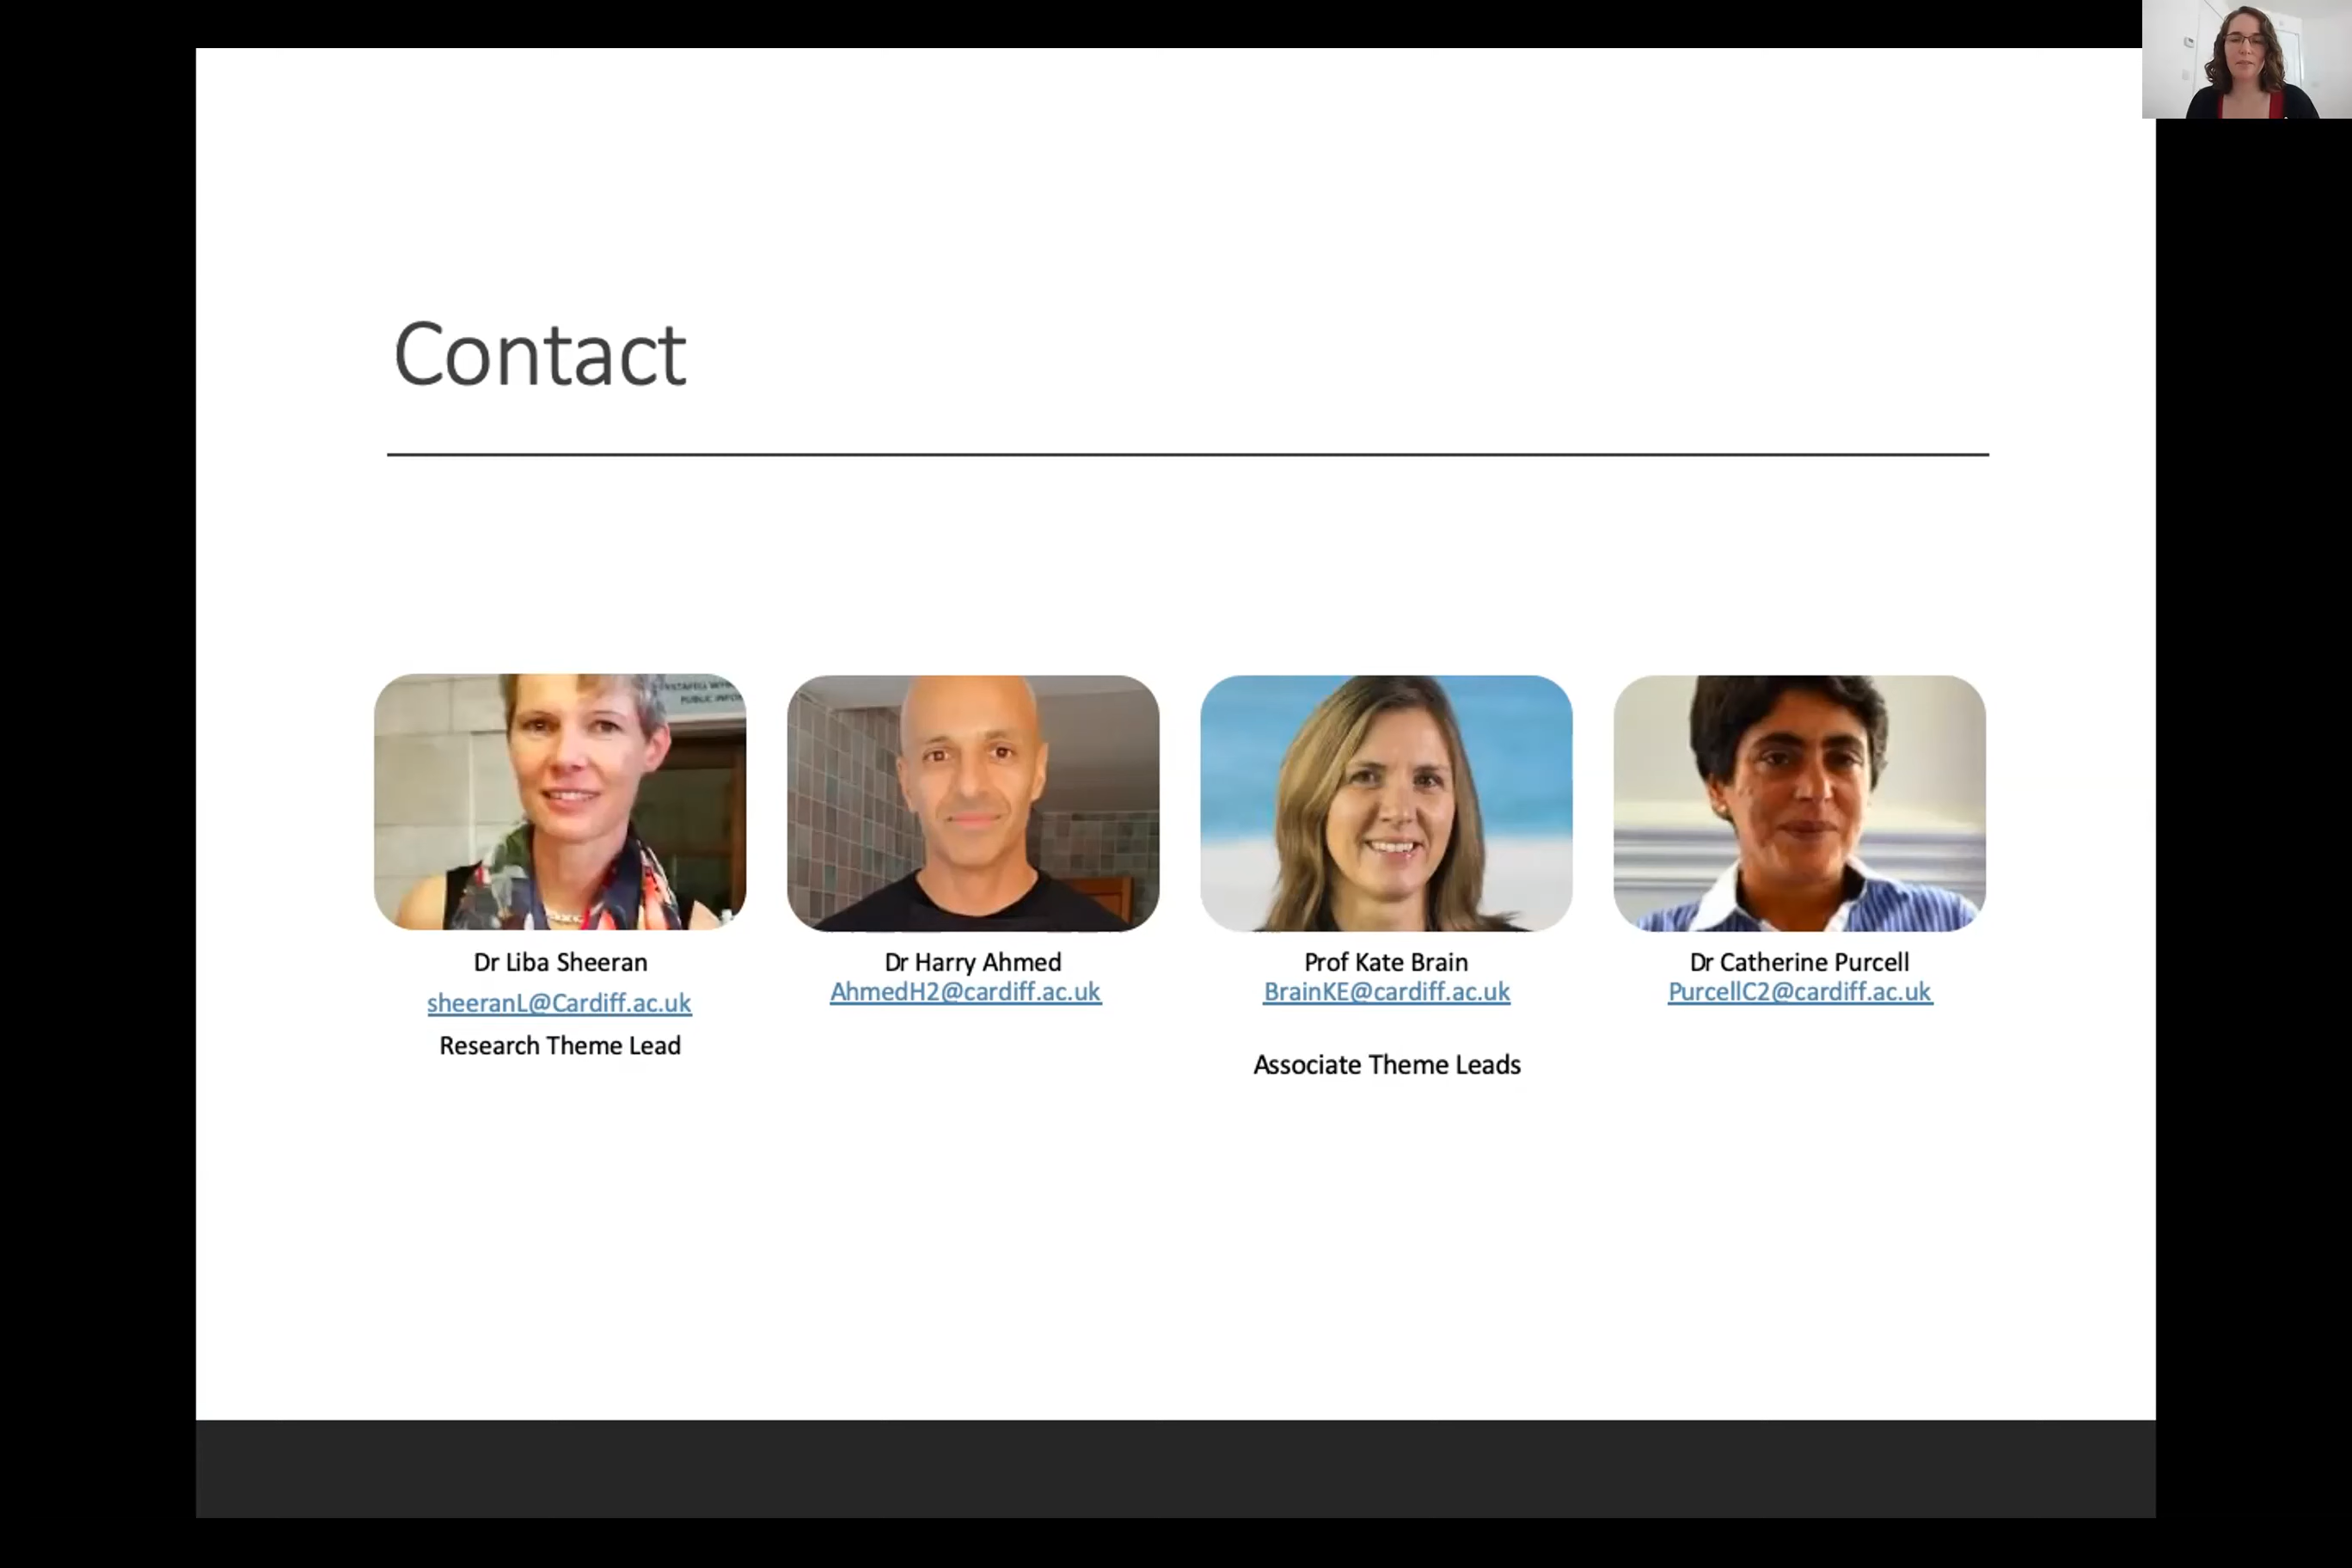 Contact
Dr Liba Sheeran
sheeranL@Cardiff.ac.uk
Research Theme Lead
Dr Harry Ahmed
AhmedH2@cardiff.ac.uk
Prof Kate Brain
BrainKE@cardiff.ac.uk
Dr Catherine Purcell
PurcellC2@cardiff.ac.uk
Associate Theme Leads
PUBLIC